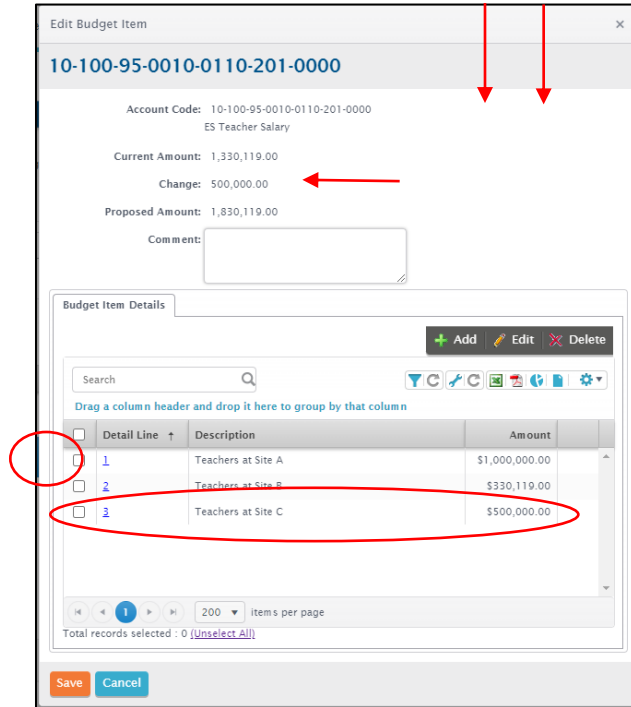 Edit Budget Item ×
10-100-95-0010-0110-201-0000
Account Code: 10-100-95-0010-0110-201-0000
ES Teacher Salary
Current Amount: 1,330,119.00
Change: 500,000.00
Proposed Amount: 1,830,119.00
Comment:
Budget Item Details
Add Edit Delete
Search
Drag a column header and drop it here to group by that column
Detail Line ↑ Description Amount
1 Teachers at Site A $1,000,000.00
2 Teachers at Site B $330,119.00
3 Teachers at Site C $500,000.00
1 200 items per page
Total records selected : 0 (Unselect All)
Save Cancel